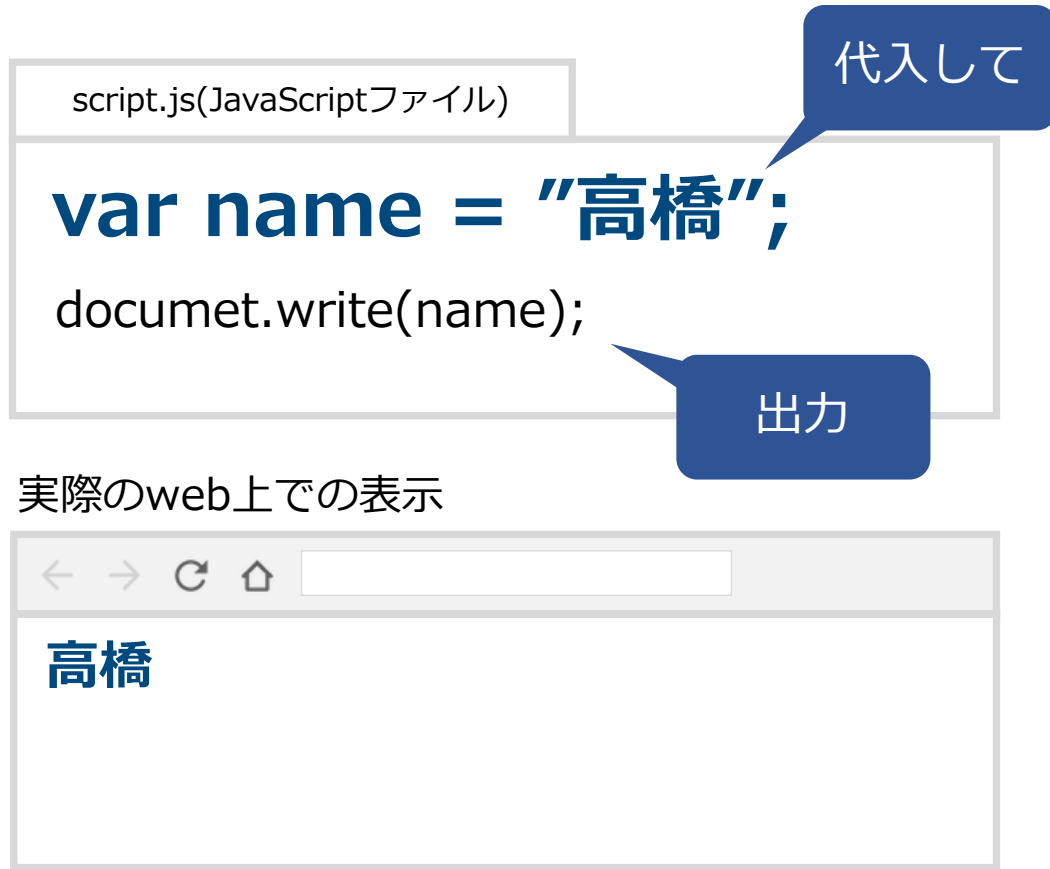 代入して
script.js(JavaScriptファイル)
var name = ”高橋”;
documet.write(name);
出力
実際のweb上での表示
高橋